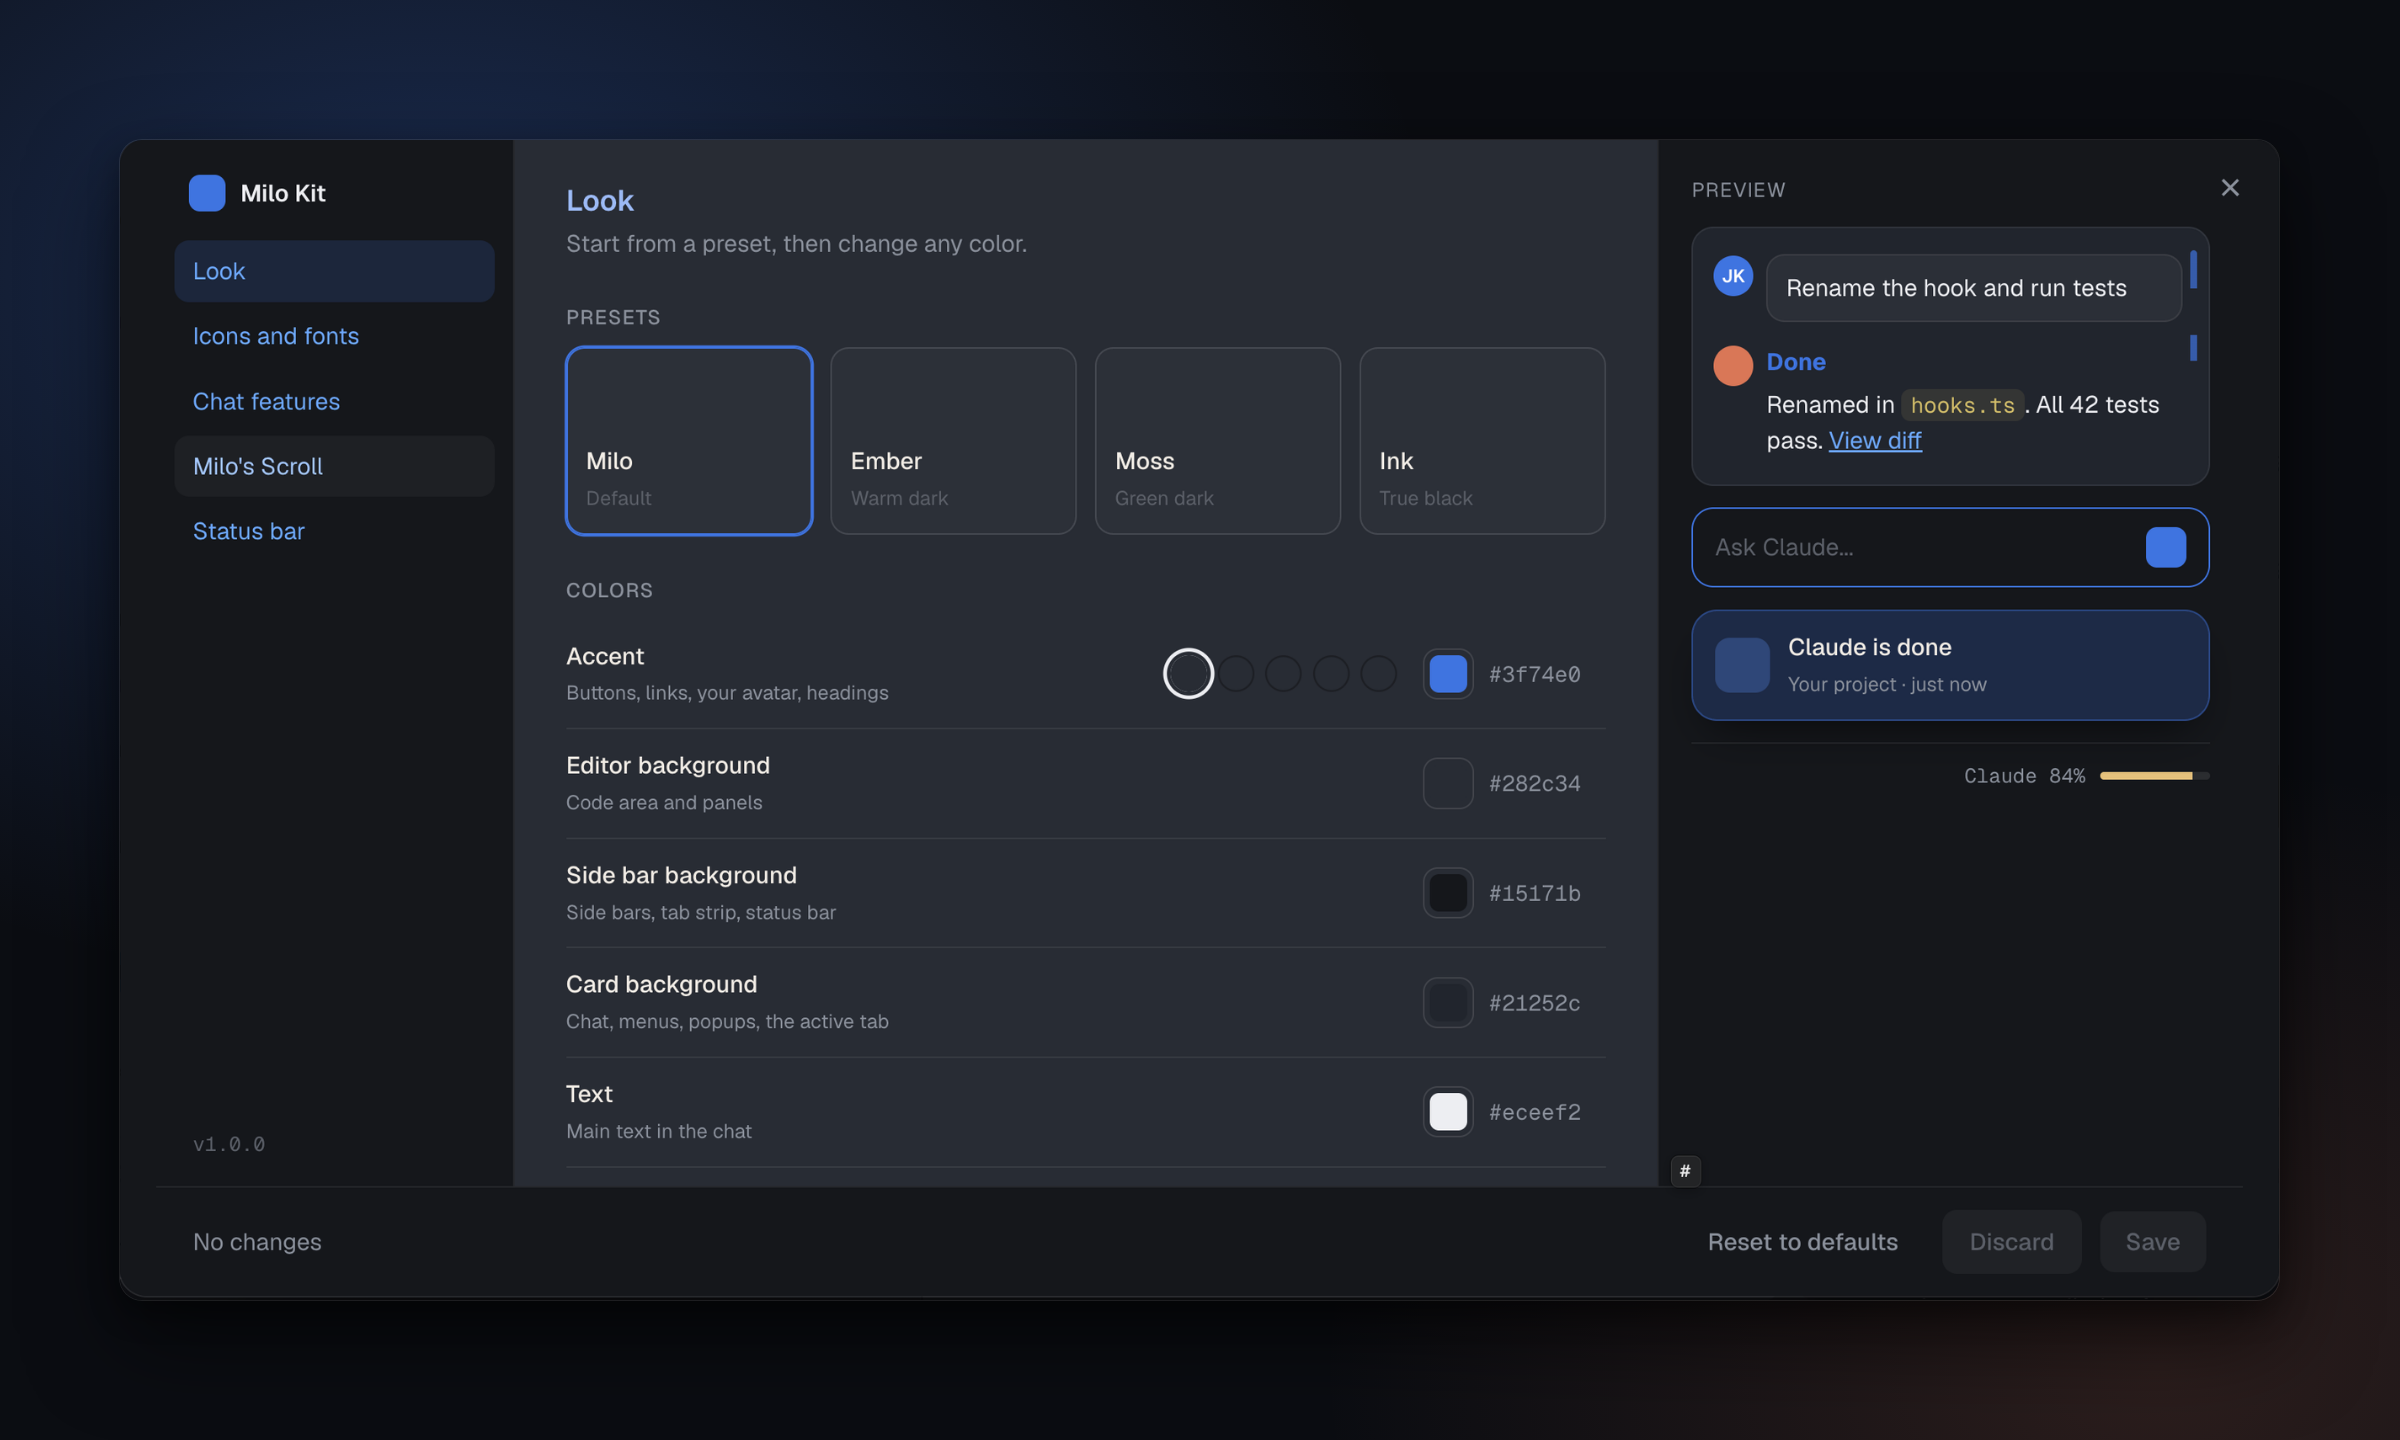 Milo Kit
Look
Icons and fonts
Chat features
Milo's Scroll
Status bar
v1.0.0
Look
Start from a preset, then change any color.
PRESETS
Milo
Default
Ember
Warm dark
Moss
Green dark
Ink
True black
COLORS
Accent
Buttons, links, your avatar, headings
#3f74e0
Editor background
Code area and panels
#282c34
Side bar background
Side bars, tab strip, status bar
#15171b
Card background
Chat, menus, popups, the active tab
#21252c
Text
Main text in the chat
#eceef2
PREVIEW
JK
Rename the hook and run tests
Done
Renamed in hooks.ts. All 42 tests
pass. View diff
Ask Claude...
Claude is done
Your project · just now
Claude 84%
#
No changes
Reset to defaults
Discard
Save